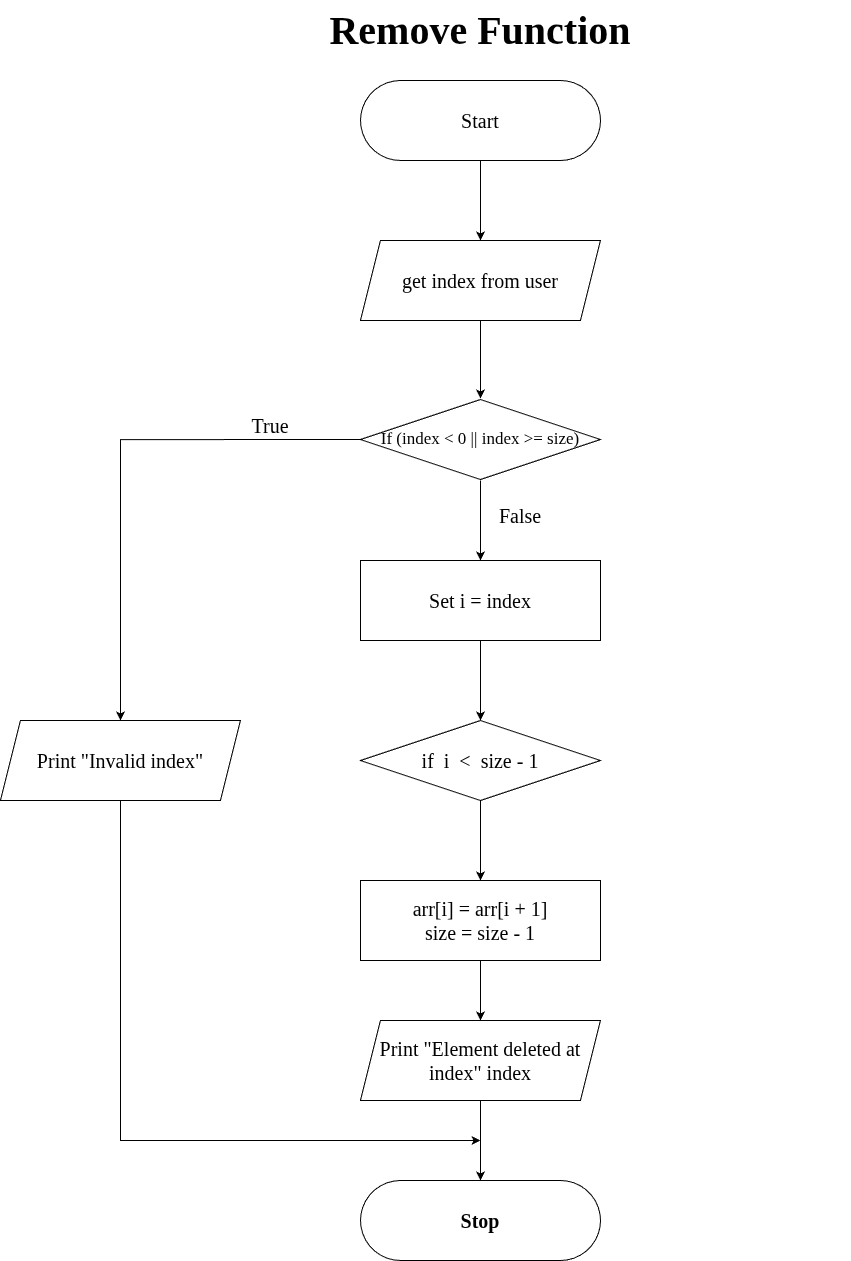 Remove Function
Start
get index from user
If (index < 0 || index >= size)
True
False
Set i = index
Print "Invalid index"
if  i  <  size - 1
arr[i] = arr[i + 1]
size = size - 1
Print "Element deleted at
index" index
Stop